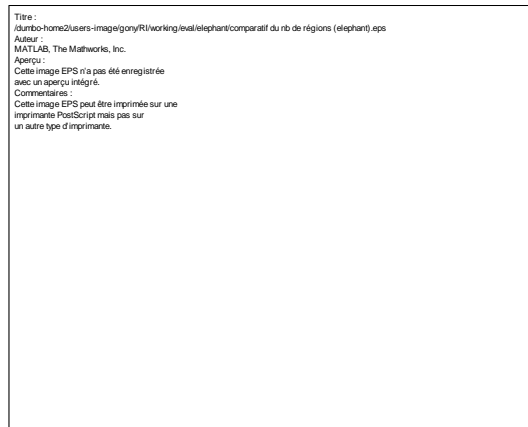 Titre :
/dumbo-home2/users-image/gony/RI/working/eval/elephant/comparatif du nb de régions (elephant).eps
Auteur :
MATLAB, The Mathworks, Inc.
Aperçu :
Cette image EPS n'a pas été enregistrée
avec un aperçu intégré.
Commentaires :
Cette image EPS peut être imprimée sur une
imprimante PostScript mais pas sur
un autre type d'imprimante.